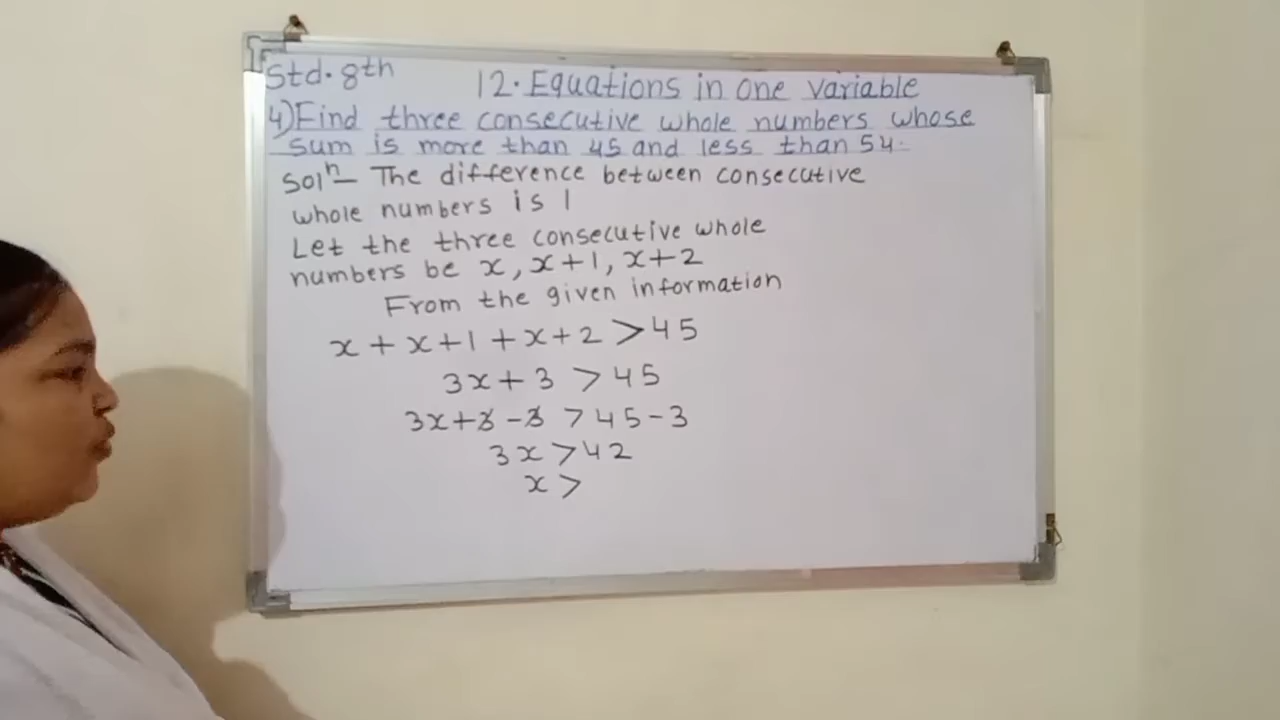 Std. 8th
12. Equations in one variable
4) Find three consecutive whole numbers whose
sum is more than 45 and less than 54.
Solⁿ- The difference between consecutive
whole numbers is 1
Let the three consecutive whole
numbers be x, x+1, x+2
From the given information
x + x+1 + x+2 > 45
3x + 3 > 45
3x+3 -3 > 45-3
3x > 42
x >